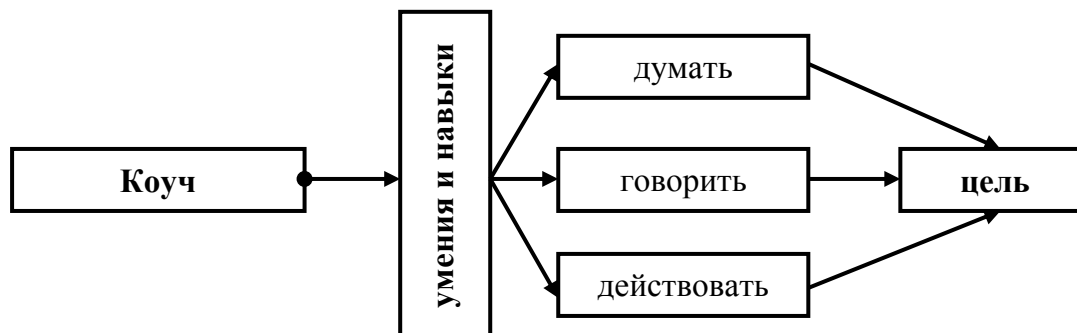 Коуч
умения и навыки
думать
говорить
действовать
цель